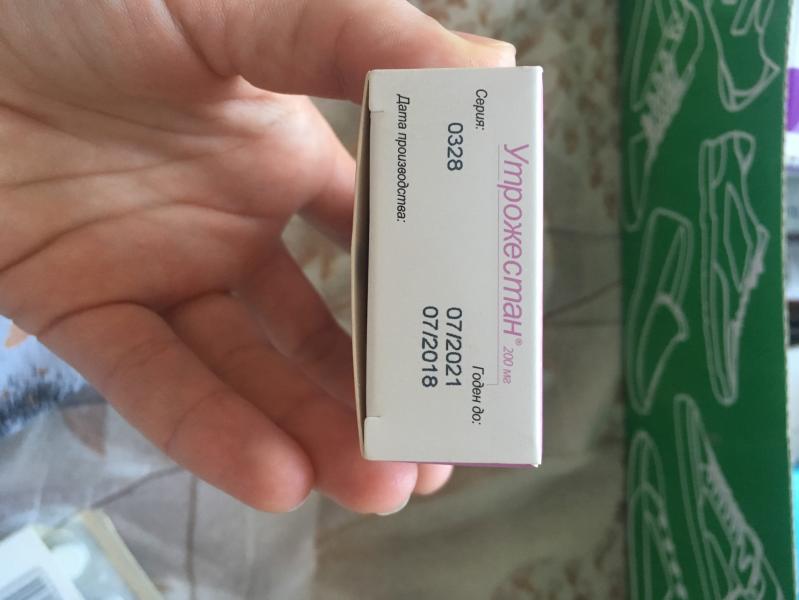 Утрожестан® 200 мг
Серия: Годен до:
0328 07/2021
07/2018
Дата производства: